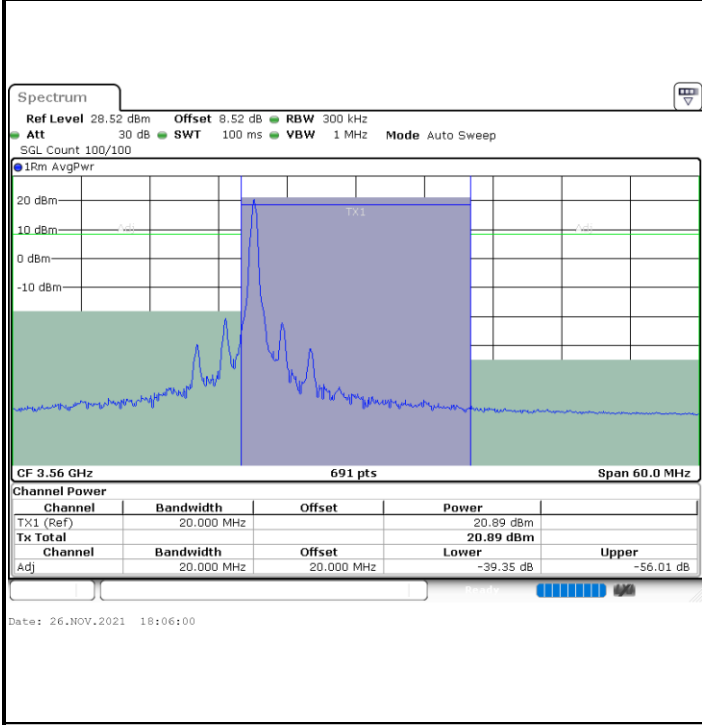 Spectrum
Ref Level 28.52 dBm Offset 8.52 dB RBW 300 kHz
Att 30 dB SWT 100 ms VBW 1 MHz Mode Auto Sweep
SGL Count 100/100
1Rm AvgPwr
20 dBm
TX1
10 dBm
Adj
Adj
0 dBm
-10 dBm
CF 3.56 GHz 691 pts Span 60.0 MHz
Channel Power
Channel Bandwidth Offset Power
TX1 (Ref) 20.000 MHz 20.89 dBm
Tx Total 20.89 dBm
Channel Bandwidth Offset Lower Upper
Adj 20.000 MHz 20.000 MHz -39.35 dB -56.01 dB
Ready
Date: 26.NOV.2021 18:06:00